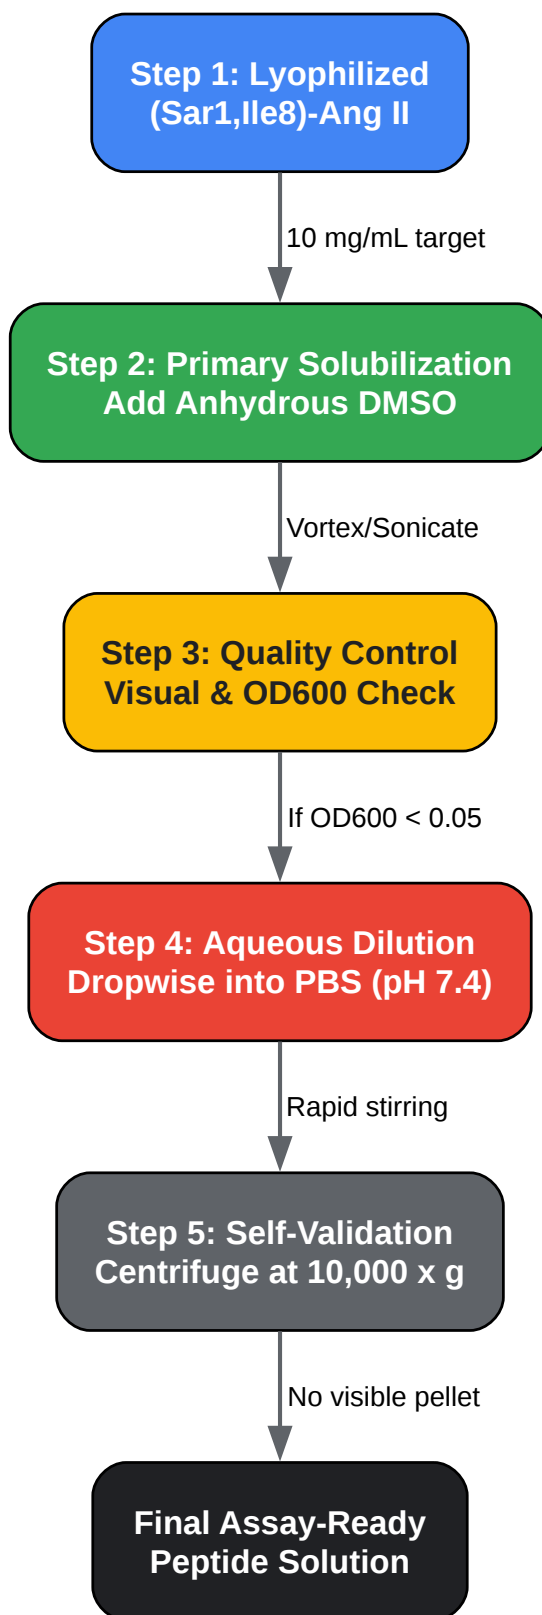 Step 1: Lyophilized
(Sar1,Ile8)-Ang II
10 mg/mL target
Step 2: Primary Solubilization
Add Anhydrous DMSO
Vortex/Sonicate
Step 3: Quality Control
Visual & OD600 Check
If OD600 < 0.05
Step 4: Aqueous Dilution
Dropwise into PBS (pH 7.4)
Rapid stirring
Step 5: Self-Validation
Centrifuge at 10,000 x g
No visible pellet
Final Assay-Ready
Peptide Solution